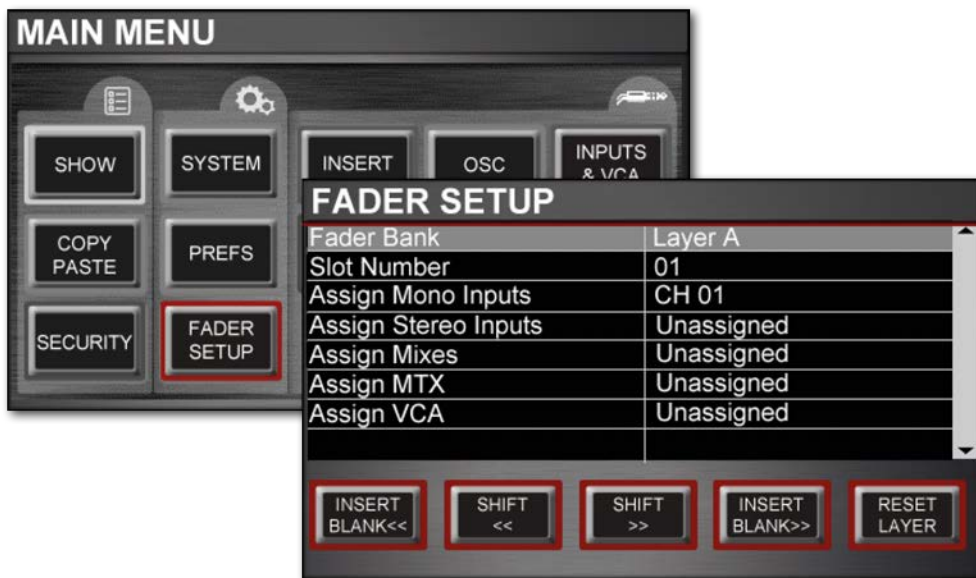 MAIN MENU
SHOW
SYSTEM
INSERT
OSC
INPUTS
& VCA
COPY
PASTE
PREFS
SECURITY
FADER
SETUP
FADER SETUP
Fader Bank Layer A
Slot Number 01
Assign Mono Inputs CH 01
Assign Stereo Inputs Unassigned
Assign Mixes Unassigned
Assign MTX Unassigned
Assign VCA Unassigned
INSERT
BLANK<<
SHIFT
<<
SHIFT
>>
INSERT
BLANK>>
RESET
LAYER